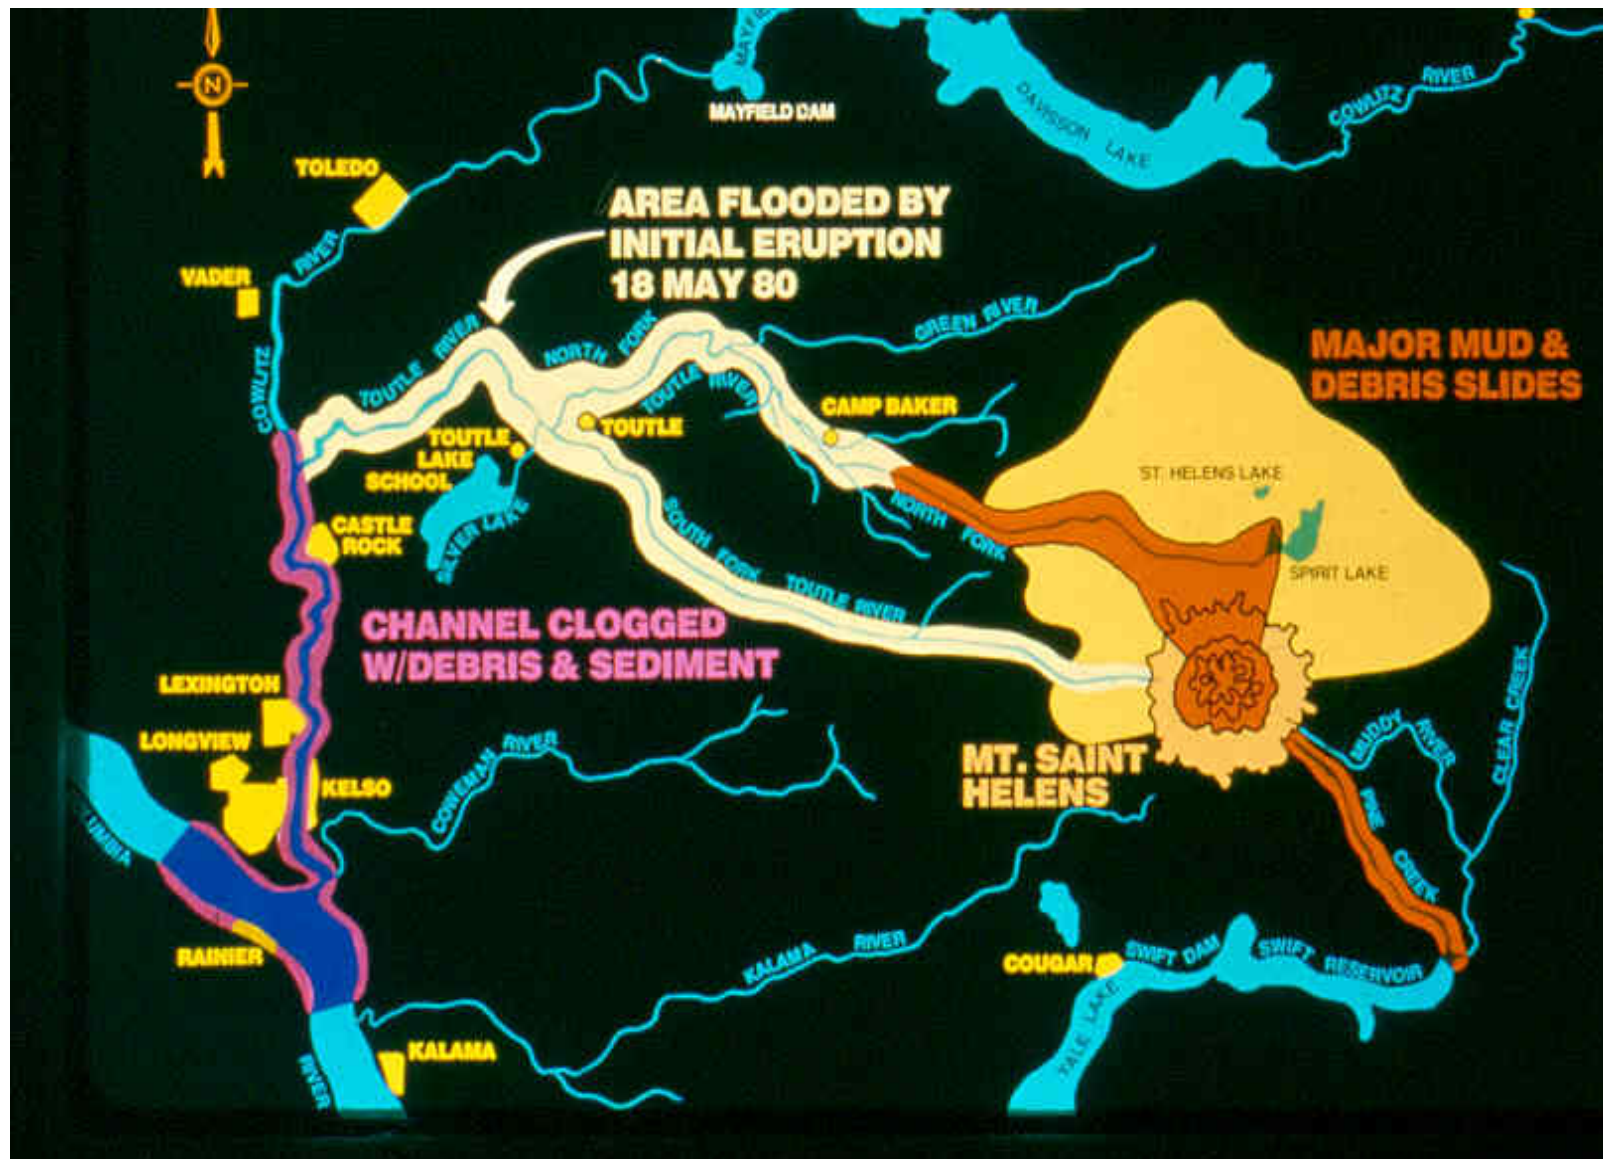 N
MAYFIELD DAM
DAVISSON LAKE
COWLITZ RIVER
TOLEDO
AREA FLOODED BY
INITIAL ERUPTION
18 MAY 80
VADER
COWLITZ RIVER
TOUTLE RIVER
NORTH FORK
TOUTLE RIVER
GREEN RIVER
MAJOR MUD &
DEBRIS SLIDES
CAMP BAKER
TOUTLE
TOUTLE
LAKE
SCHOOL
SILVER LAKE
ST. HELENS LAKE
SPIRIT LAKE
NORTH FORK
CASTLE
ROCK
SOUTH FORK TOUTLE RIVER
CHANNEL CLOGGED
W/DEBRIS & SEDIMENT
LEXINGTON
LONGVIEW
KELSO
COWEMAN RIVER
MT. SAINT
HELENS
MUDDY RIVER
CLEAR CREEK
PINE CREEK
UMBIA
RIVER
RAINIER
KALAMA RIVER
KALAMA
COUGAR
SWIFT DAM
SWIFT RESERVOIR
YALE LAKE